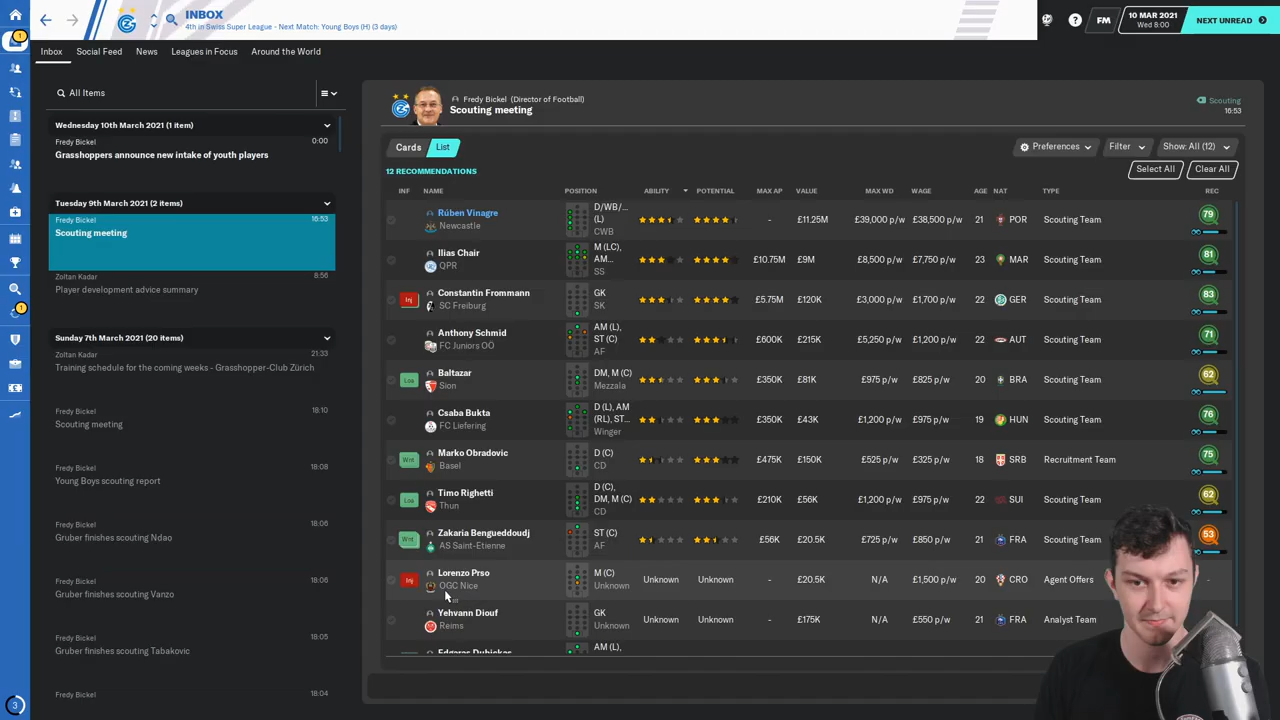 INBOX
4th in Swiss Super League - Next Match: Young Boys (H) (3 days)
FM
10 MAR 2021
Wed 8:00
NEXT UNREAD
1
Inbox
Social Feed
News
Leagues in Focus
Around the World
All Items
Wednesday 10th March 2021 (1 item)
Fredy Bickel 0:00
Grasshoppers announce new intake of youth players
Tuesday 9th March 2021 (2 items)
Fredy Bickel 16:53
Scouting meeting
Zoltan Kadar 8:56
Player development advice summary
Sunday 7th March 2021 (20 items)
Zoltan Kadar 21:33
Training schedule for the coming weeks - Grasshopper-Club Zürich
Fredy Bickel 18:10
Scouting meeting
Fredy Bickel 18:08
Young Boys scouting report
Fredy Bickel 18:06
Gruber finishes scouting Ndao
Fredy Bickel 18:06
Gruber finishes scouting Vanzo
Fredy Bickel 18:05
Gruber finishes scouting Tabakovic
Fredy Bickel 18:04
1
3
Fredy Bickel (Director of Football)
Scouting meeting
Scouting
16:53
Cards
List
Preferences
Filter
Show: All (12)
12 RECOMMENDATIONS
Select All
Clear All
INF NAME POSITION ABILITY POTENTIAL MAX AP VALUE MAX WD WAGE AGE NAT TYPE REC
Rúben Vinagre D/WB/... (L) - £11.25M £39,000 p/w £38,500 p/w 21 POR Scouting Team 79
Newcastle CWB
Ilias Chair M (LC), AM... £10.75M £9M £8,500 p/w £7,750 p/w 23 MAR Scouting Team 81
QPR SS
Inj Constantin Frommann GK £5.75M £120K £3,000 p/w £1,700 p/w 22 GER Scouting Team 83
SC Freiburg SK
Anthony Schmid AM (L), ST (C) £600K £215K £5,250 p/w £1,200 p/w 22 AUT Scouting Team 71
FC Juniors OÖ AF
Loa Baltazar DM, M (C) £350K £81K £975 p/w £825 p/w 20 BRA Scouting Team 62
Sion Mezzala
Csaba Bukta D (L), AM (RL), ST... £350K £43K £1,200 p/w £975 p/w 19 HUN Scouting Team 76
FC Liefering Winger
Wnt Marko Obradovic D (C) £475K £150K £525 p/w £325 p/w 18 SRB Recruitment Team 75
Basel CD
Loa Timo Righetti D (C), DM, M (C) £210K £56K £1,200 p/w £975 p/w 22 SUI Scouting Team 62
Thun CD
Wnt Zakaria Bengueddoudj ST (C) £56K £20.5K £725 p/w £850 p/w 21 FRA Scouting Team 53
AS Saint-Etienne AF
Inj Lorenzo Prso M (C) Unknown Unknown - £20.5K N/A £1,500 p/w 20 CRO Agent Offers -
OGC Nice Unknown
Yehvann Diouf GK Unknown Unknown - £175K N/A £550 p/w 21 FRA Analyst Team
Reims Unknown
Edgaras Dubickas AM (L),